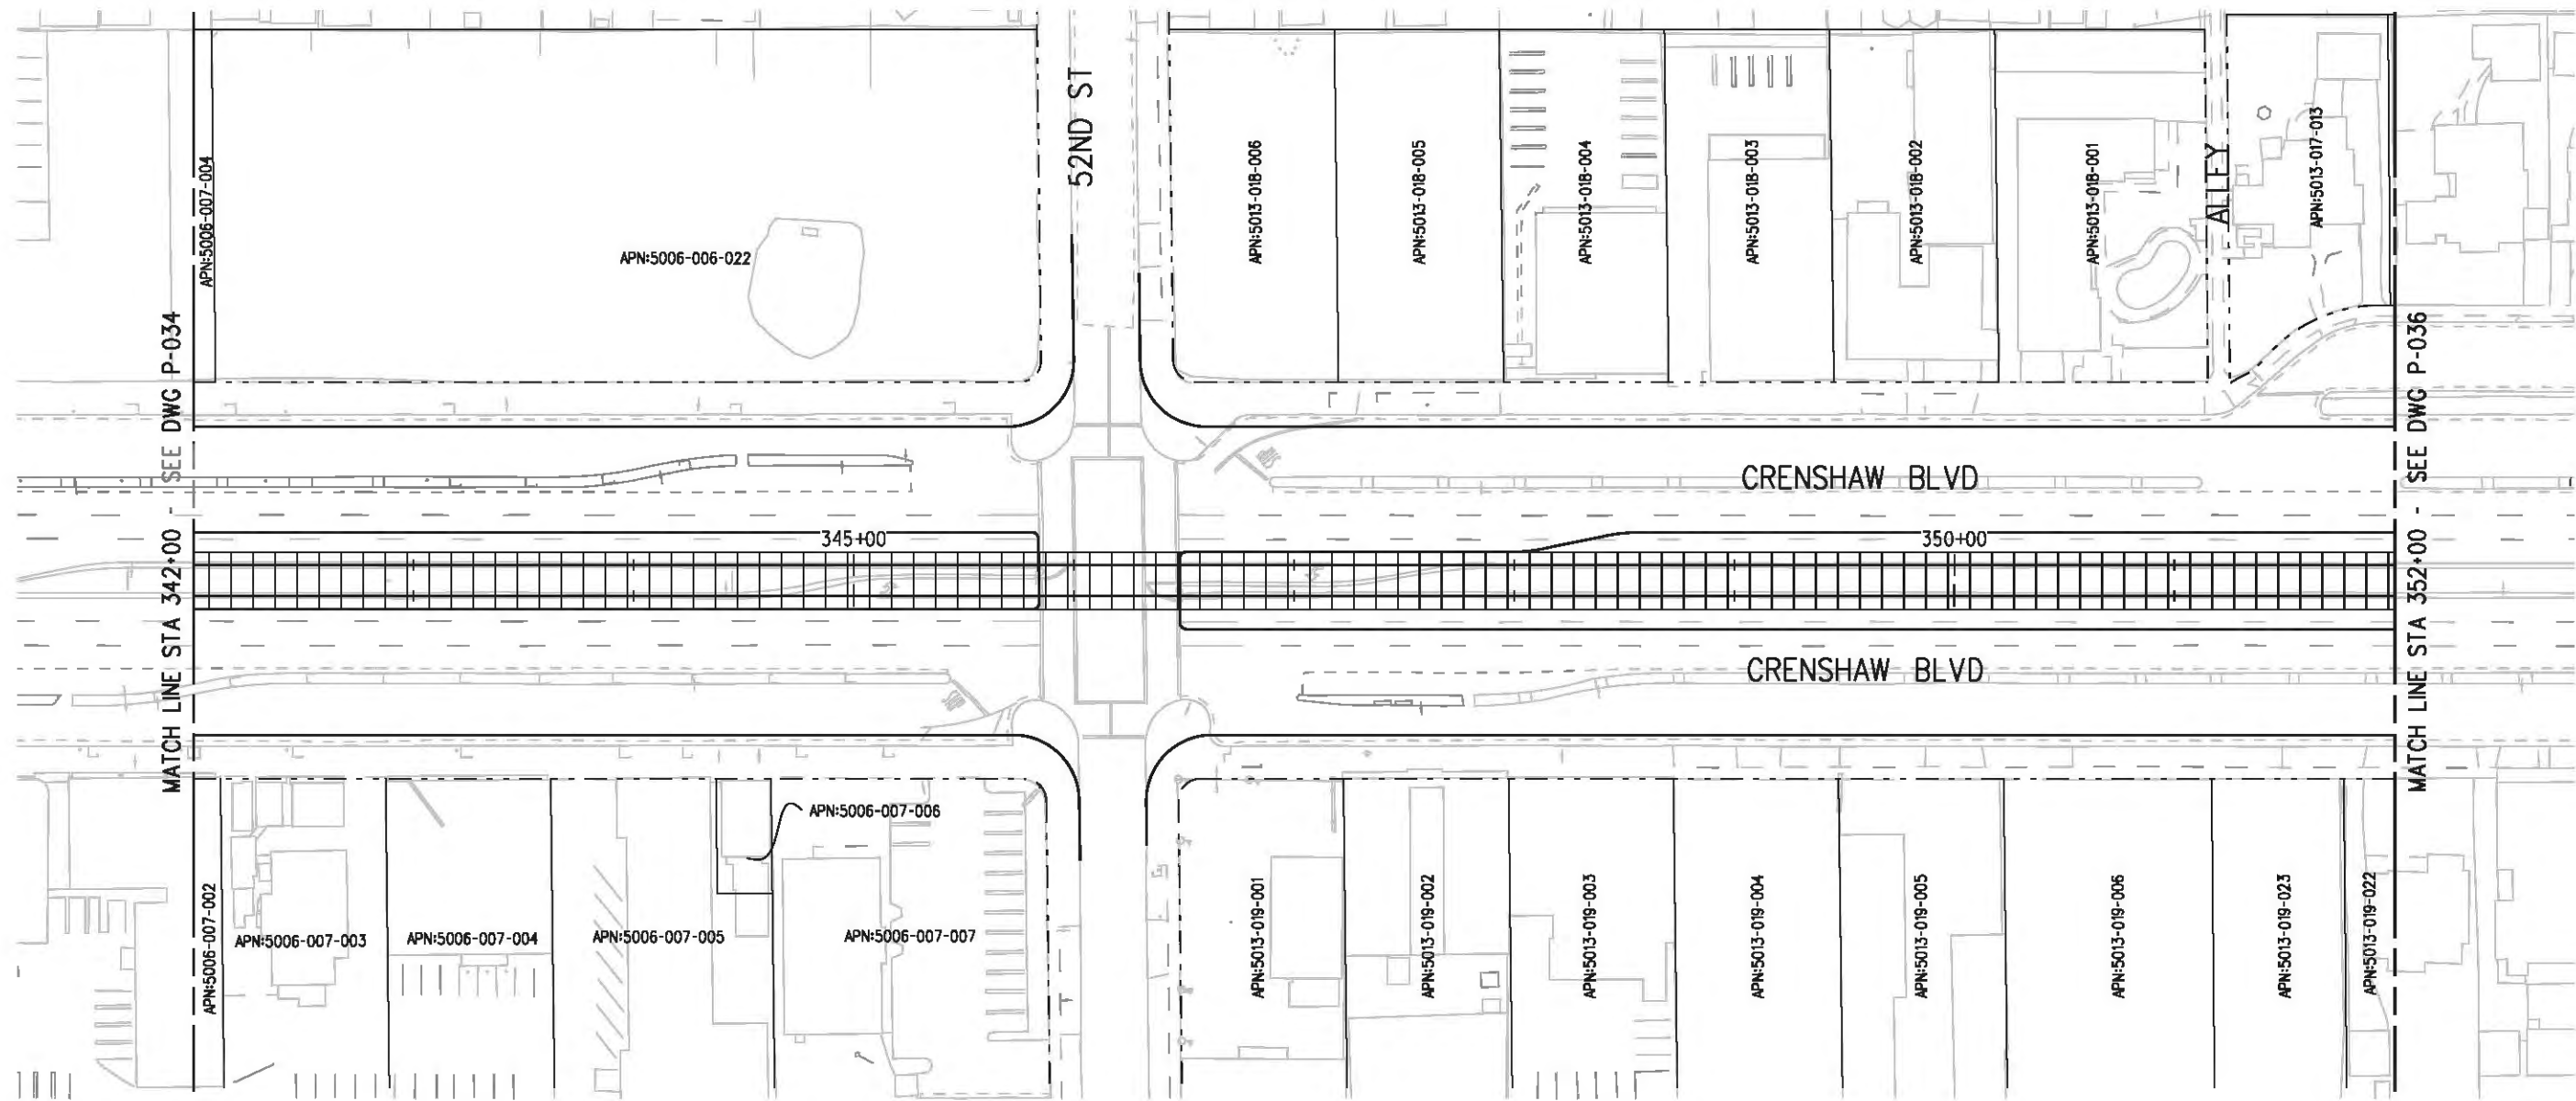 MATCH LINE STA 342+00 - SEE DWG P-034
APN:5006-007-004
APN:5006-006-022
52ND ST
APN:5013-018-006
APN:5013-018-005
APN:5013-018-004
APN:5013-018-003
APN:5013-018-002
APN:5013-018-001
ALLEY
APN:5013-017-013
MATCH LINE STA 352+00 - SEE DWG P-036
CRENSHAW BLVD
345+00
350+00
CRENSHAW BLVD
APN:5006-007-002
APN:5006-007-003
APN:5006-007-004
APN:5006-007-005
APN:5006-007-006
APN:5006-007-007
APN:5013-019-001
APN:5013-019-002
APN:5013-019-003
APN:5013-019-004
APN:5013-019-005
APN:5013-019-006
APN:5013-019-023
APN:5013-019-022